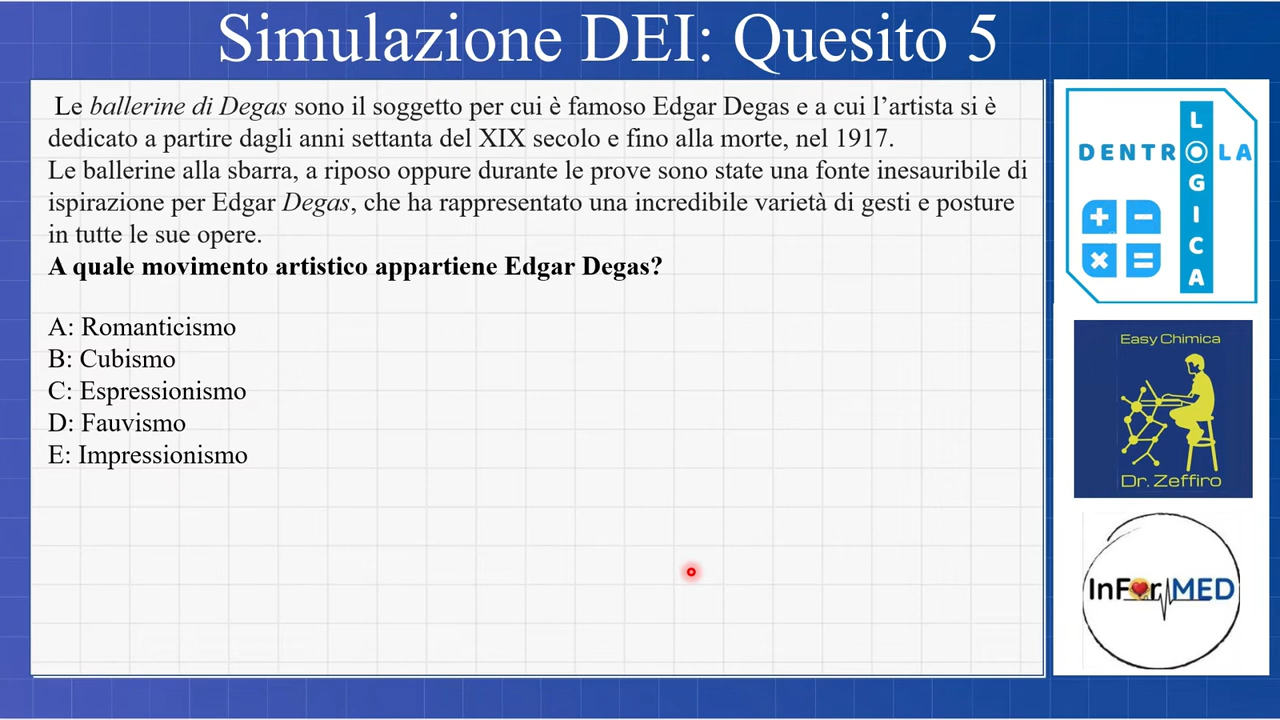 Simulazione DEI: Quesito 5
Le ballerine di Degas sono il soggetto per cui è famoso Edgar Degas e a cui l’artista si è
dedicato a partire dagli anni settanta del XIX secolo e fino alla morte, nel 1917.
Le ballerine alla sbarra, a riposo oppure durante le prove sono state una fonte inesauribile di
ispirazione per Edgar Degas, che ha rappresentato una incredibile varietà di gesti e posture
in tutte le sue opere.
A quale movimento artistico appartiene Edgar Degas?
A: Romanticismo
B: Cubismo
C: Espressionismo
D: Fauvismo
E: Impressionismo
DENTROLA
LOGICA
+ −
× =
Easy Chimica
Dr. Zeffiro
InForMED